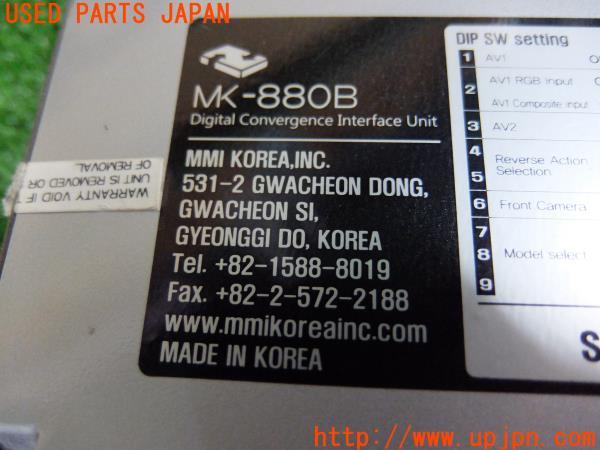 USED PARTS JAPAN
MK-880B
Digital Convergence Interface Unit
MMI KOREA,INC.
531-2 GWACHEON DONG,
GWACHEON SI,
GYEONGGI DO, KOREA
Tel. +82-1588-8019
Fax. +82-2-572-2188
www.mmikoreainc.com
MADE IN KOREA
WARRANTY VOID IF
UNIT IS REMOVED OR
OF REMOVAL
DIP SW setting
1 AV1
2 AV1 RGB input
AV1 Composite input
3 AV2
4
5 Reverse Action
Selection
6 Front Camera
7
8 Model select
9
S
http://www.upjpn.com